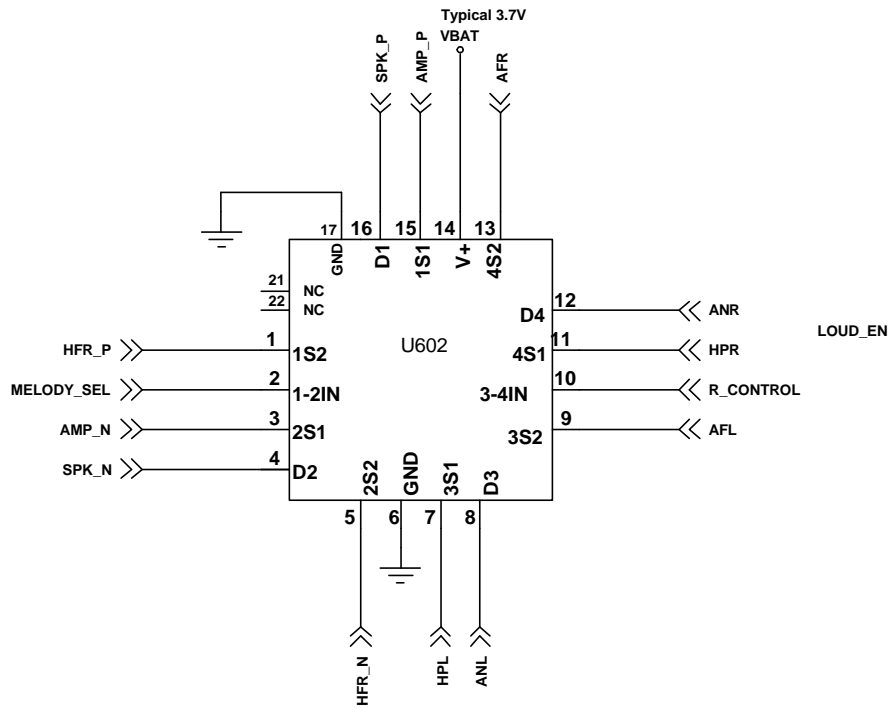 Typical 3.7V
VBAT
SPK_P
AMP_P
AFR
17
16
15
14
13
GND
D1
1S1
V+
4S2
21
NC
22
NC
D4
12
ANR
LOUD_EN
HFR_P
1
1S2
U602
4S1
11
HPR
MELODY_SEL
2
1-2IN
3-4IN
10
R_CONTROL
AMP_N
3
2S1
3S2
9
AFL
SPK_N
4
D2
2S2
GND
3S1
D3
5
6
7
8
HFR_N
HPL
ANL